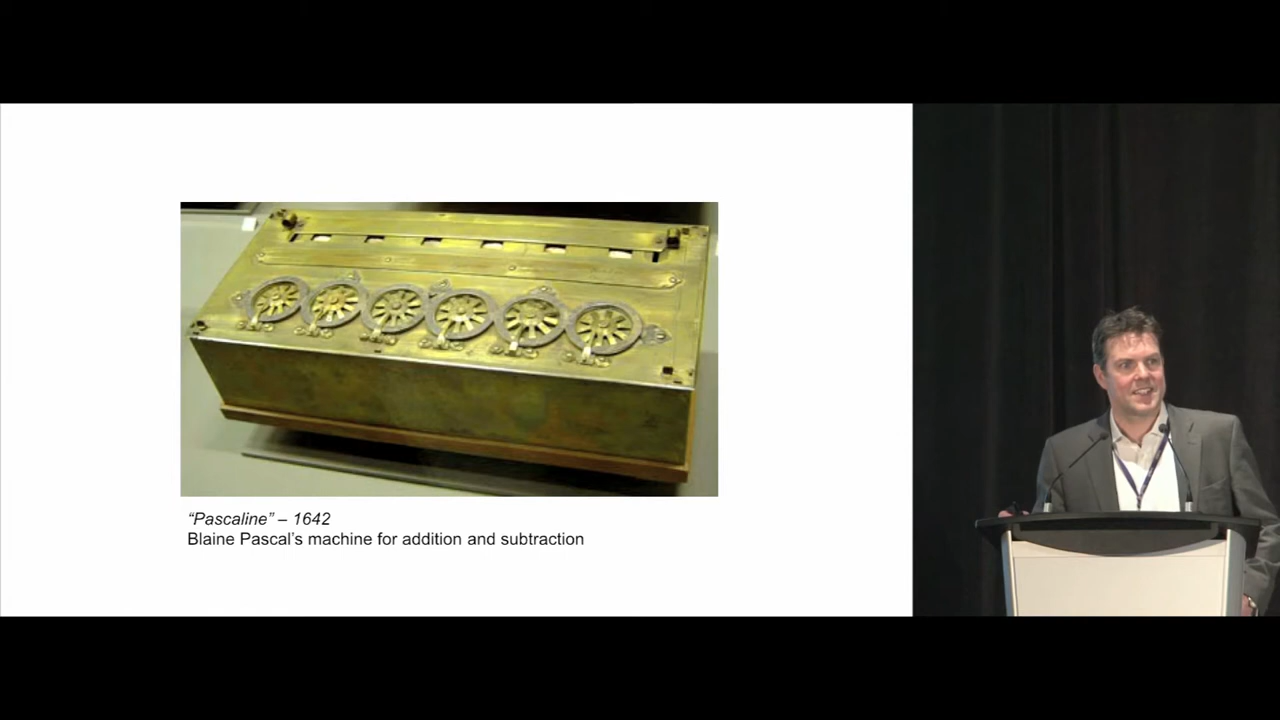 “Pascaline” – 1642
Blaine Pascal’s machine for addition and subtraction